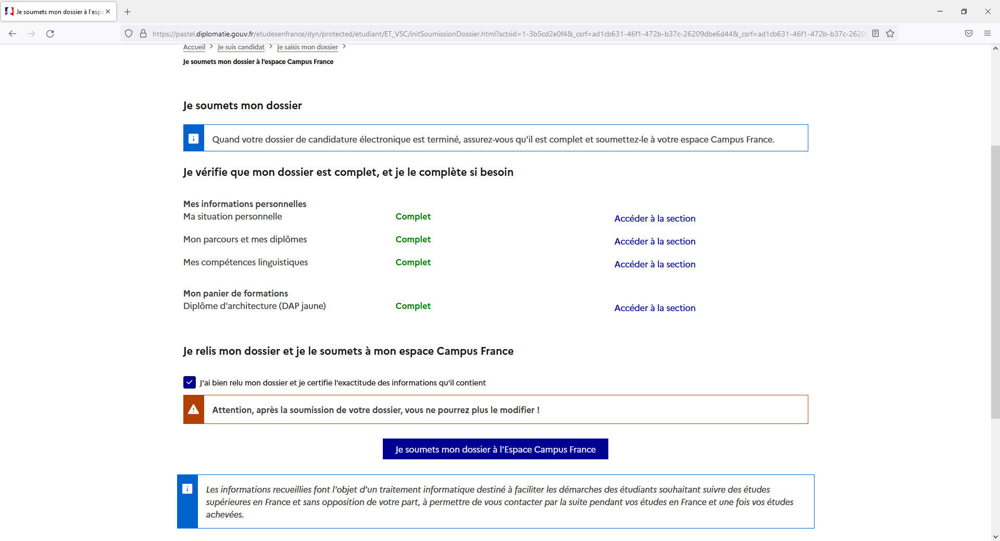 Je soumets mon dossier à l'esp
https://pastel.diplomatie.gouv.fr/etudesenfrance/dyn/protected/etudiant/ET_VSC/initSoumissionDossier.html?sctxid=1-3b5cd2e0f4&_csrf=ad1cb631-46f1-472b-b37c-26209dbe6d44&_csrf=ad1cb631-46f1-472b-b37c-2620
Accueil > Je suis candidat > Je saisis mon dossier >
Je soumets mon dossier à l'espace Campus France
Je soumets mon dossier
Quand votre dossier de candidature électronique est terminé, assurez-vous qu'il est complet et soumettez-le à votre espace Campus France.
Je vérifie que mon dossier est complet, et je le complète si besoin
Mes informations personnelles
Ma situation personnelle Complet Accéder à la section
Mon parcours et mes diplômes Complet Accéder à la section
Mes compétences linguistiques Complet Accéder à la section
Mon panier de formations
Diplôme d'architecture (DAP jaune) Complet Accéder à la section
Je relis mon dossier et je le soumets à mon espace Campus France
J'ai bien relu mon dossier et je certifie l'exactitude des informations qu'il contient
Attention, après la soumission de votre dossier, vous ne pourrez plus le modifier !
Je soumets mon dossier à l'Espace Campus France
Les informations recueillies font l'objet d'un traitement informatique destiné à faciliter les démarches des étudiants souhaitant suivre des études
supérieures en France et sans opposition de votre part, à permettre de vous contacter par la suite pendant vos études en France et une fois vos études
achevées.